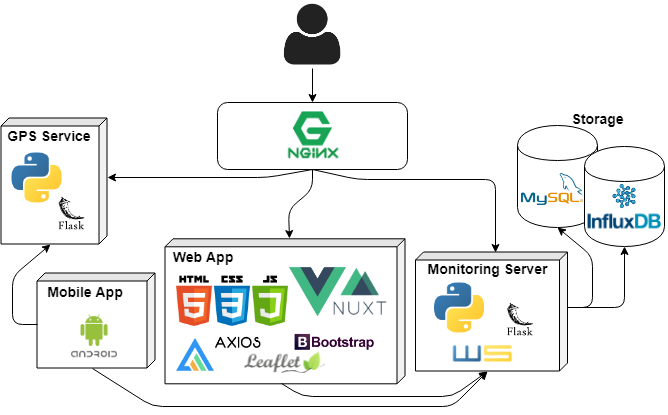 NGiNX
GPS Service
Flask
Storage
MySQL
InfluxDB
Web App
HTML
CSS
JS
5
3
NUXT
AXIOS
B Bootstrap
Leaflet
Mobile App
ANDROID
Monitoring Server
Flask
WS